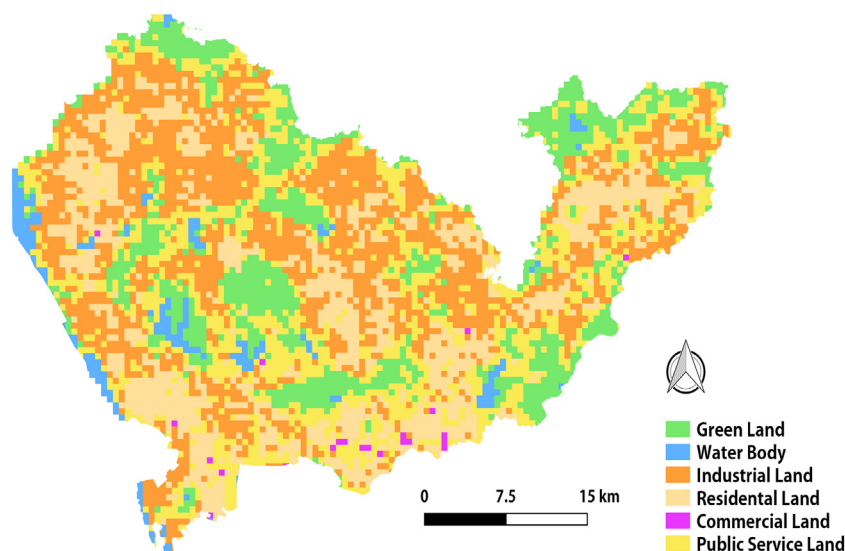 0 7.5 15 km
Green Land
Water Body
Industrial Land
Residental Land
Commercial Land
Public Service Land